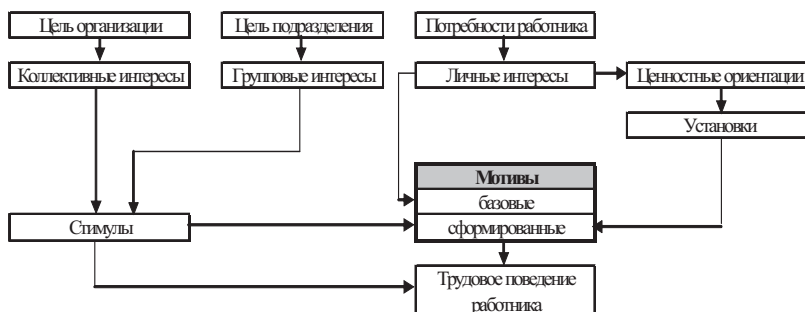 Цель организации
Цель подразделения
Потребности работника
Коллективные интересы
Групповые интересы
Личные интересы
Ценностные ориентации
Установки
Мотивы
базовые
Стимулы
сформированные
Трудовое поведение
работника